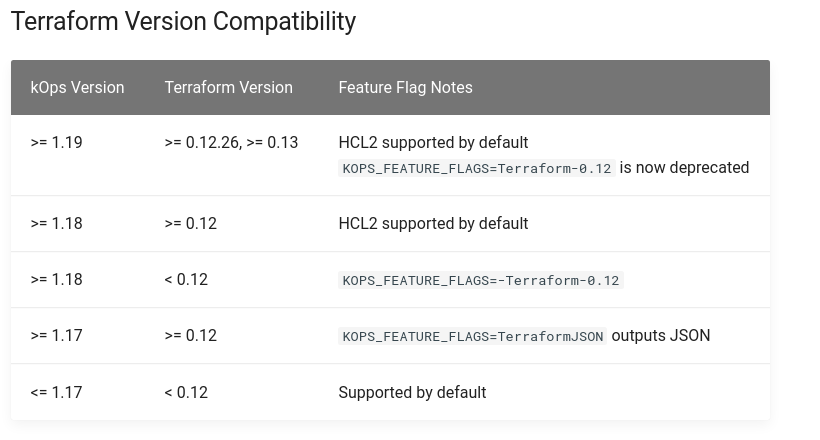 Terraform Version Compatibility
kOps Version Terraform Version Feature Flag Notes
>= 1.19 >= 0.12.26, >= 0.13 HCL2 supported by default
KOPS_FEATURE_FLAGS=Terraform-0.12 is now deprecated
>= 1.18 >= 0.12 HCL2 supported by default
>= 1.18 < 0.12 KOPS_FEATURE_FLAGS=-Terraform-0.12
>= 1.17 >= 0.12 KOPS_FEATURE_FLAGS=TerraformJSON outputs JSON
<= 1.17 < 0.12 Supported by default